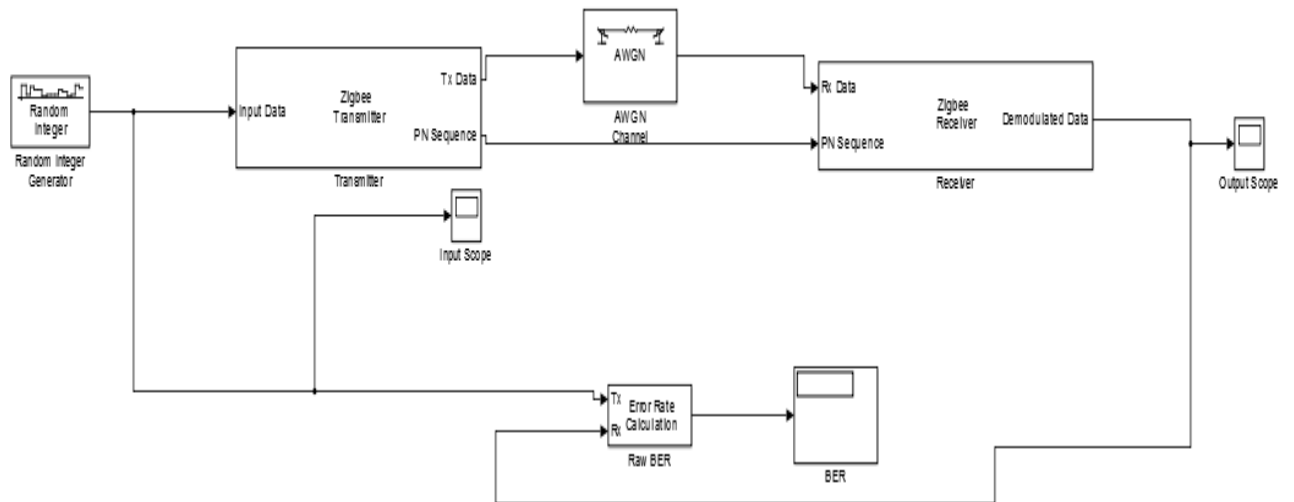 Random
Integer
Random Integer
Generator
Input Data
Zigbee
Transmitter
Tx Data
PN Sequence
Transmitter
AWGN
AWGN
Channel
Rx Data
PN Sequence
Zigbee
Receiver
Demodulated Data
Receiver
Output Scope
Input Scope
Tx
Rx
Error Rate
Calculation
Raw BER
BER